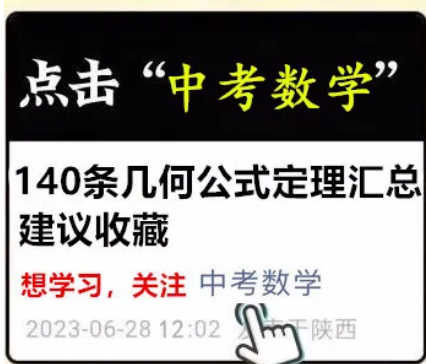 点击“中考数学”
140条几何公式定理汇总
建议收藏
想学习，关注 中考数学
2023-06-28 12:02 于陕西